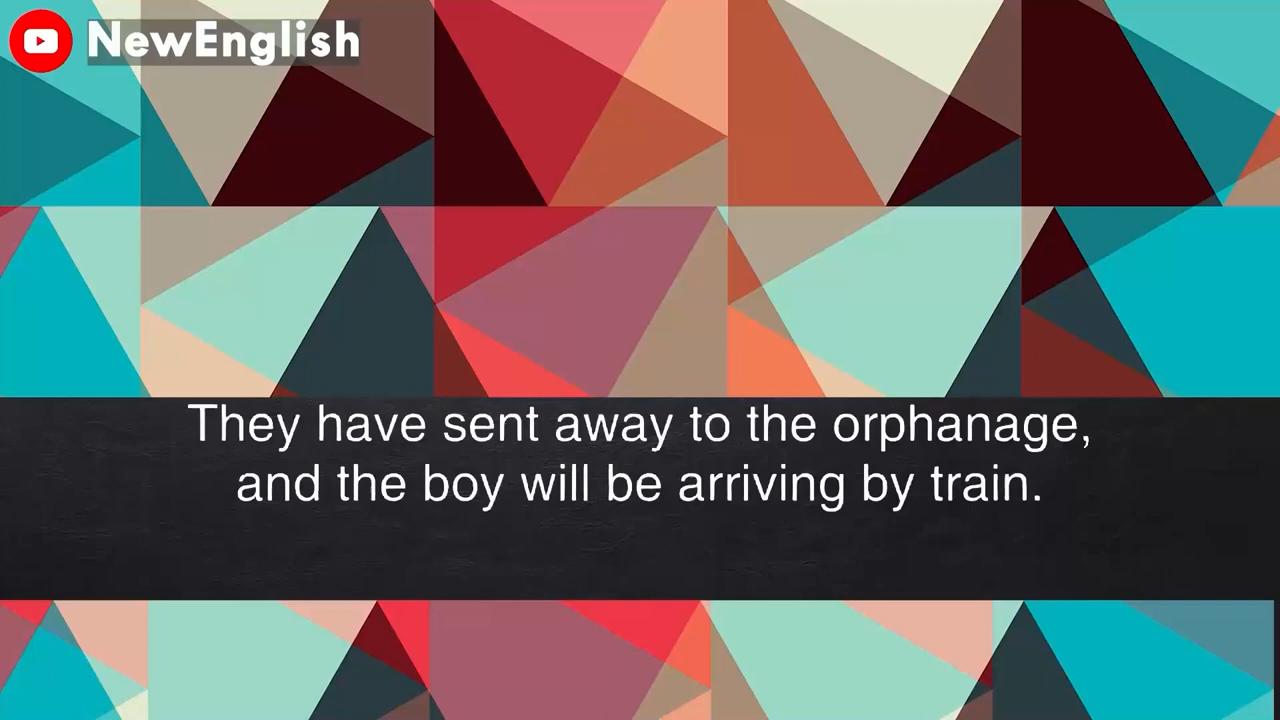 NewEnglish
They have sent away to the orphanage,
and the boy will be arriving by train.